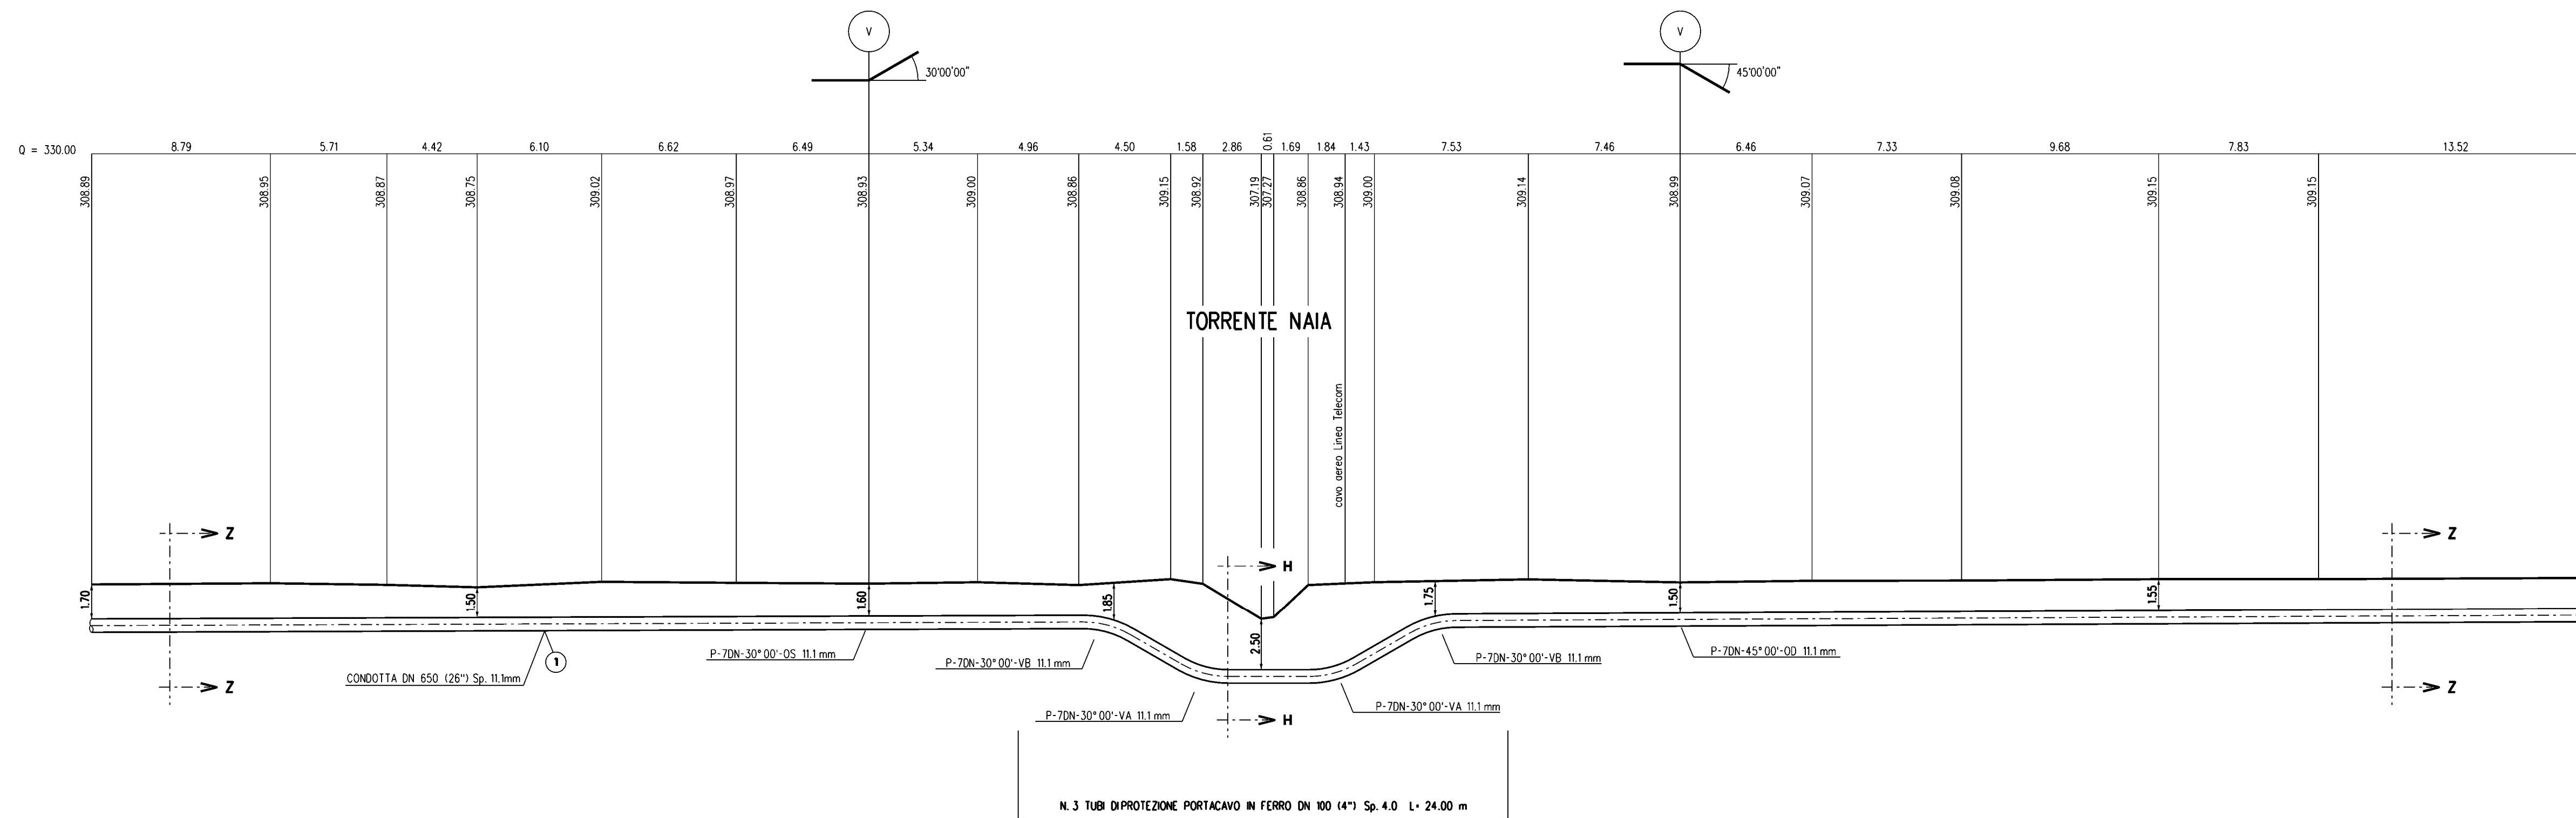 V
V
30°00'00"
45°00'00"
Q = 330.00
8.79 5.71 4.42 6.10 6.62 6.49 5.34 4.96 4.50 1.58 2.86 0.61 1.69 1.84 1.43 7.53 7.46 6.46 7.33 9.68 7.83 13.52
308.89 308.95 308.87 308.75 309.02 308.97 308.93 309.00 308.86 309.15 308.92 307.19 307.27 308.86 308.94 309.00 309.14 308.99 309.07 309.08 309.15 309.15
TORRENTE NAIA
cavo aereo Linea Telecom
Z
Z
H
1.70 1.50 1.60 1.85 2.50 1.75 1.50 1.55
1
CONDOTTA DN 650 (26") Sp. 11.1mm
P-7DN-30°00'-OS 11.1 mm
P-7DN-30°00'-VB 11.1 mm
P-7DN-30°00'-VA 11.1 mm
P-7DN-30°00'-VA 11.1 mm
P-7DN-30°00'-VB 11.1 mm
P-7DN-45°00'-OD 11.1 mm
Z
Z
H
N. 3 TUBI DI PROTEZIONE PORTACAVO IN FERRO DN 100 (4") Sp. 4.0 L= 24.00 m